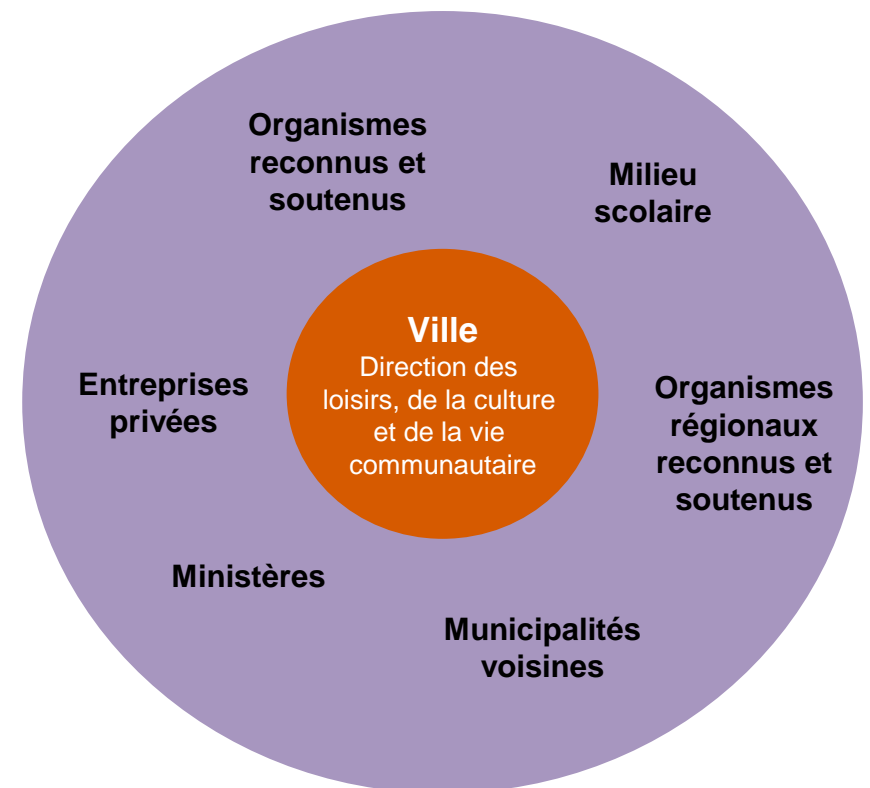 Organismes
reconnus et
soutenus
Milieu
scolaire
Ville
Direction des
loisirs, de la culture
et de la vie
communautaire
Entreprises
privées
Organismes
régionaux
reconnus et
soutenus
Ministères
Municipalités
voisines